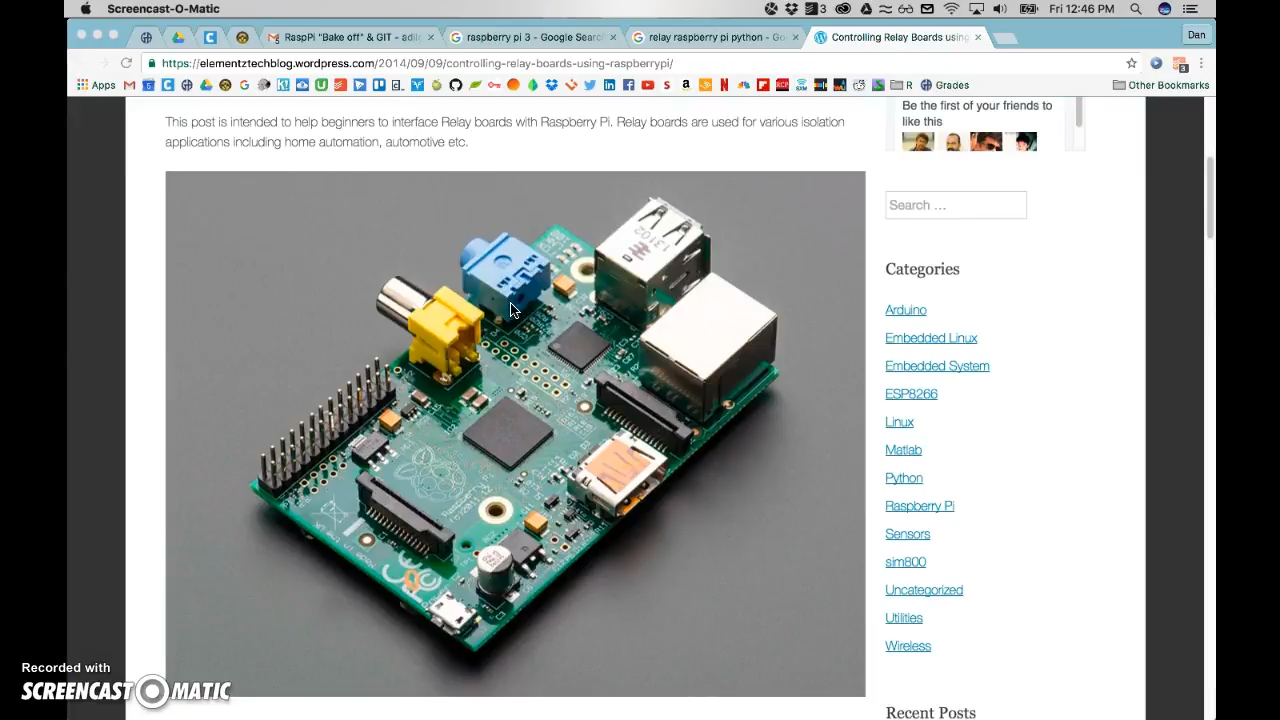 Screencast-O-Matic
3
Fri 12:46 PM
RaspPi "Bake off" & GIT - adil
raspberry pi 3 - Google Searc
relay raspberry pi python - Go
Controlling Relay Boards using
Dan
https://elementztechblog.wordpress.com/2014/09/09/controlling-relay-boards-using-raspberrypi/
Apps
R
Grades
Other Bookmarks
This post is intended to help beginners to interface Relay boards with Raspberry Pi. Relay boards are used for various isolation
applications including home automation, automotive etc.
Be the first of your friends to
like this
Search …
Categories
Arduino
Embedded Linux
Embedded System
ESP8266
Linux
Matlab
Python
Raspberry Pi
Sensors
sim800
Uncategorized
Utilities
Wireless
Recent Posts
13102
Recorded with
SCREENCAST O MATIC